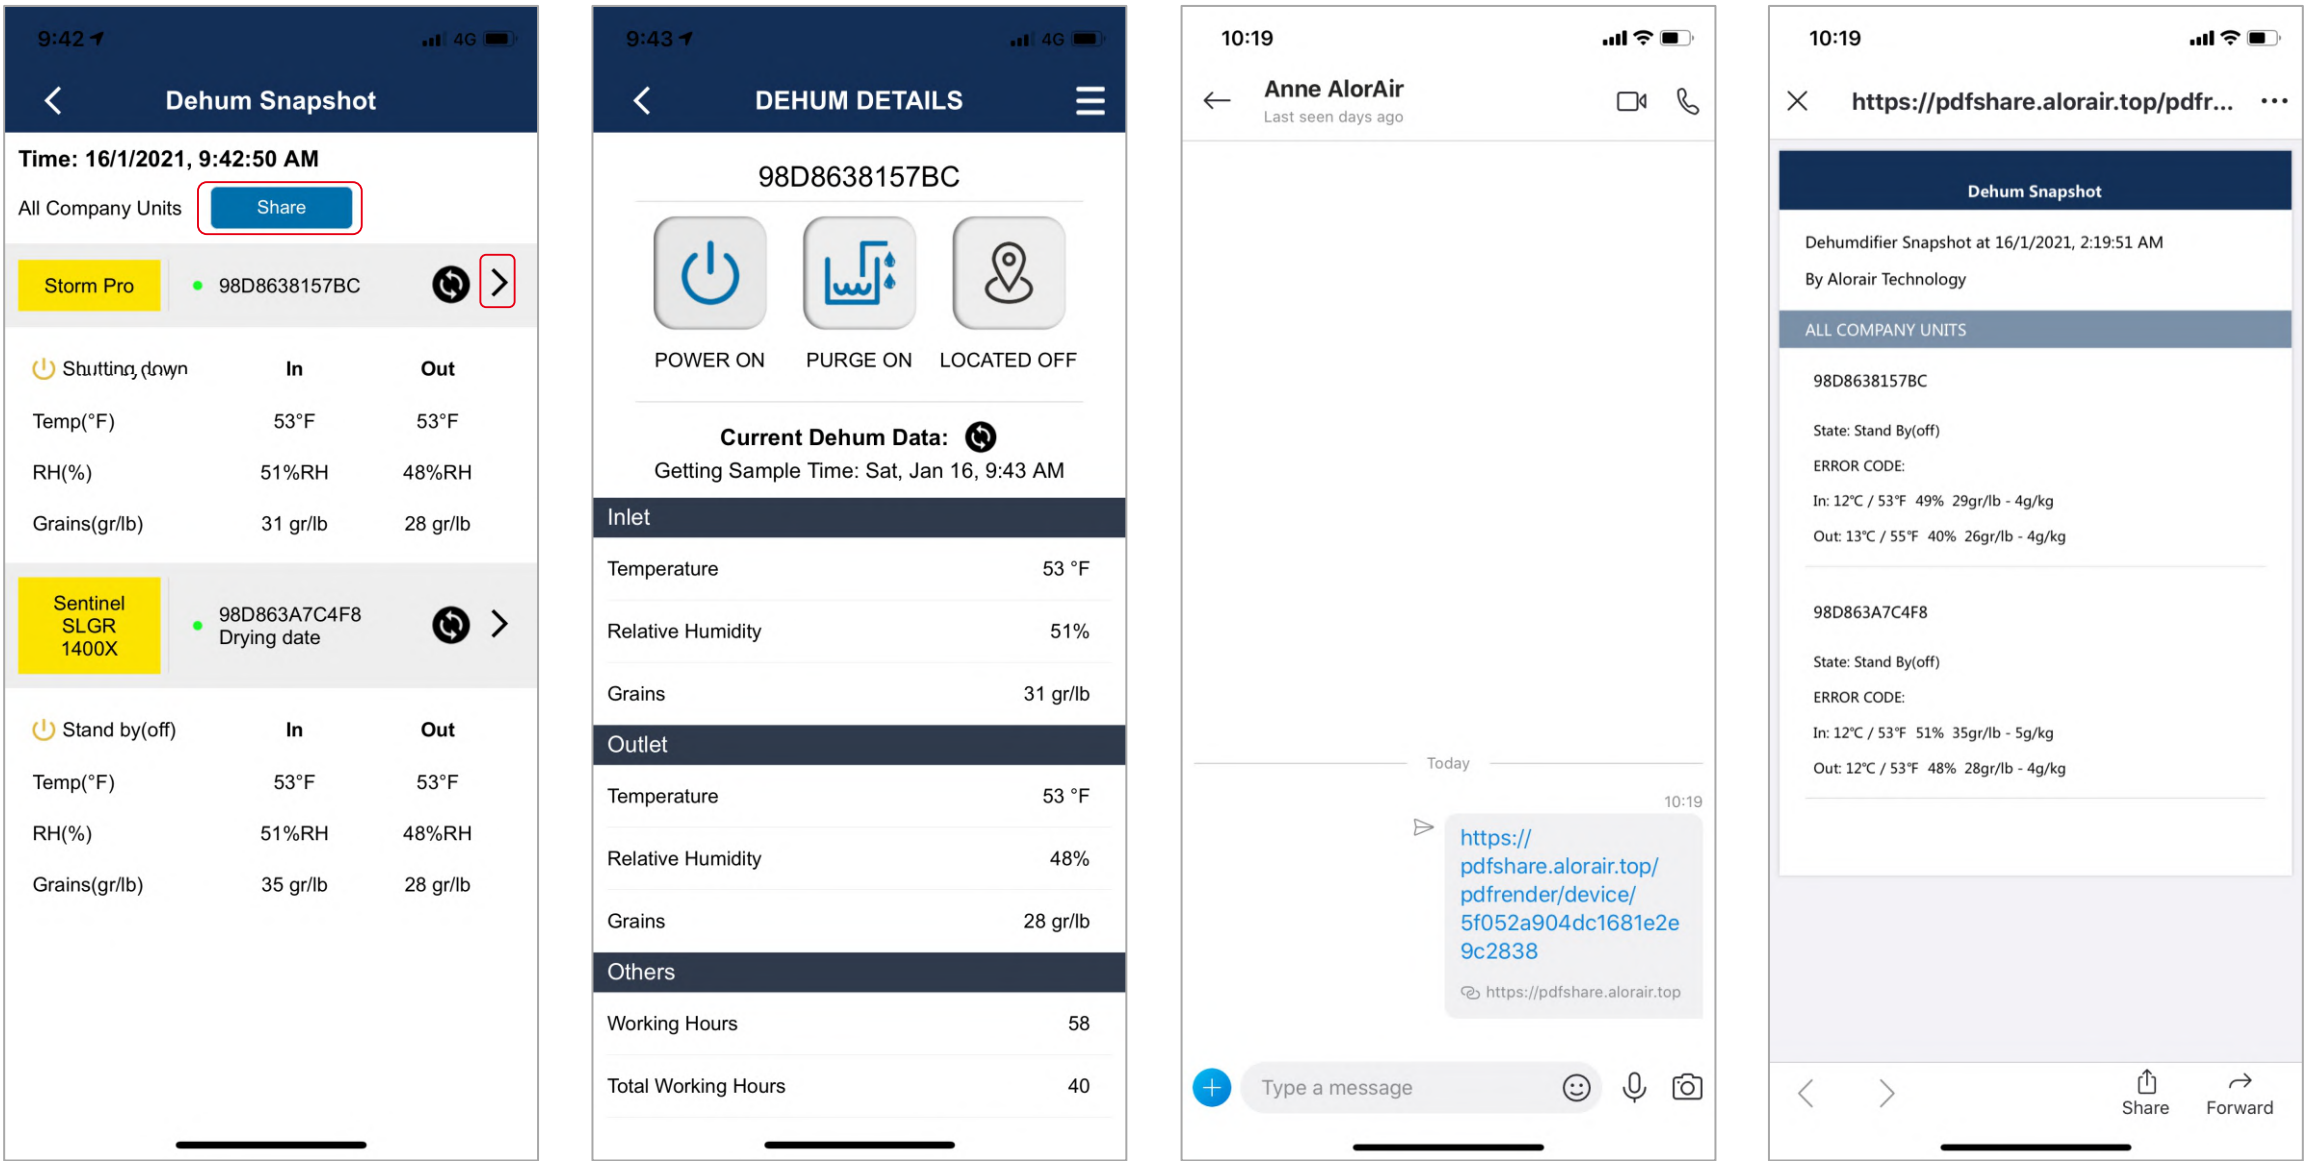 9:42
4G
Dehum Snapshot
Time: 16/1/2021, 9:42:50 AM
All Company Units Share
Storm Pro 98D8638157BC
Shutting down In Out
Temp(°F) 53°F 53°F
RH(%) 51%RH 48%RH
Grains(gr/lb) 31 gr/lb 28 gr/lb
Sentinel
SLGR
1400X
98D863A7C4F8
Drying date
Stand by(off) In Out
Temp(°F) 53°F 53°F
RH(%) 51%RH 48%RH
Grains(gr/lb) 35 gr/lb 28 gr/lb
9:43
4G
DEHUM DETAILS
98D8638157BC
POWER ON PURGE ON LOCATED OFF
Current Dehum Data:
Getting Sample Time: Sat, Jan 16, 9:43 AM
Inlet
Temperature 53 °F
Relative Humidity 51%
Grains 31 gr/lb
Outlet
Temperature 53 °F
Relative Humidity 48%
Grains 28 gr/lb
Others
Working Hours 58
Total Working Hours 40
10:19
Anne AlorAir
Last seen days ago
Today
10:19
https://
pdfshare.alorair.top/
pdfrender/device/
5f052a904dc1681e2e
9c2838
https://pdfshare.alorair.top
Type a message
10:19
https://pdfshare.alorair.top/pdfr...
Dehum Snapshot
Dehumdifier Snapshot at 16/1/2021, 2:19:51 AM
By Alorair Technology
ALL COMPANY UNITS
98D8638157BC
State: Stand By(off)
ERROR CODE:
In: 12℃ / 53℉ 49% 29gr/lb - 4g/kg
Out: 13℃ / 55℉ 40% 26gr/lb - 4g/kg
98D863A7C4F8
State: Stand By(off)
ERROR CODE:
In: 12℃ / 53℉ 51% 35gr/lb - 5g/kg
Out: 12℃ / 53℉ 48% 28gr/lb - 4g/kg
Share Forward